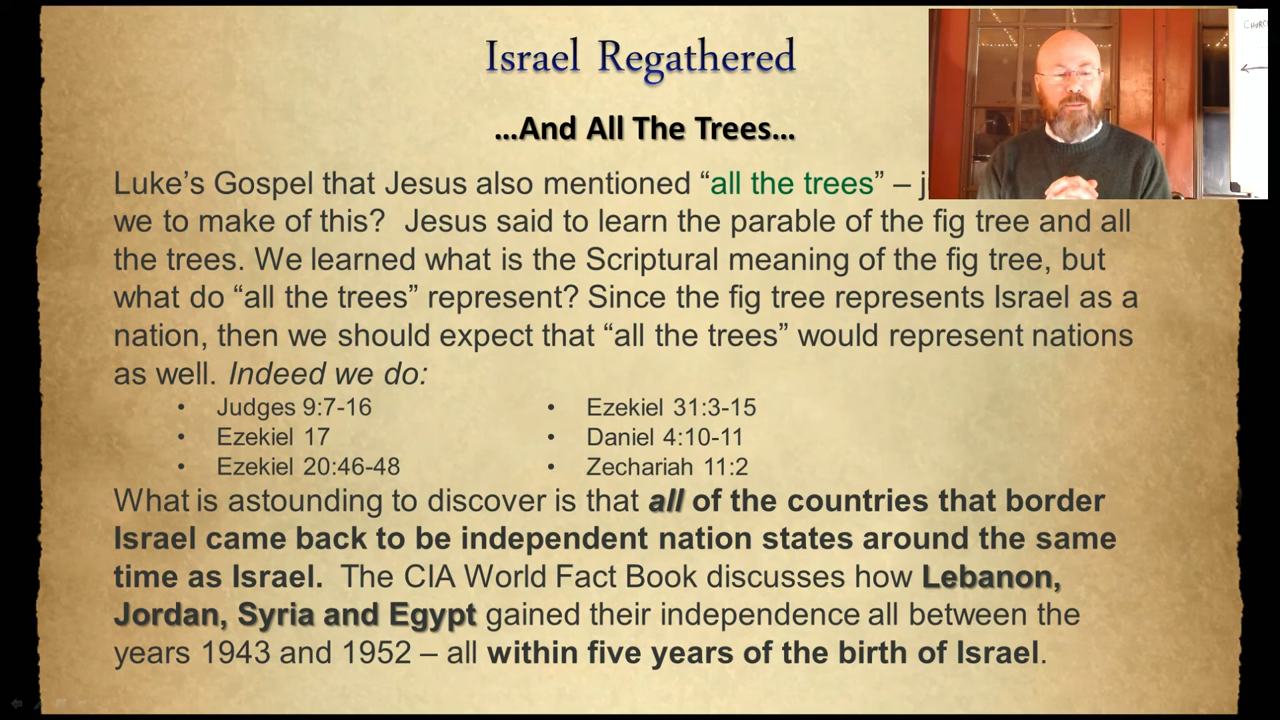 Israel Regathered
...And All The Trees...
Luke’s Gospel that Jesus also mentioned “all the trees” –
we to make of this? Jesus said to learn the parable of the fig tree and all
the trees. We learned what is the Scriptural meaning of the fig tree, but
what do “all the trees” represent? Since the fig tree represents Israel as a
nation, then we should expect that “all the trees” would represent nations
as well. Indeed we do:
• Judges 9:7-16
• Ezekiel 17
• Ezekiel 20:46-48
• Ezekiel 31:3-15
• Daniel 4:10-11
• Zechariah 11:2
What is astounding to discover is that all of the countries that border
Israel came back to be independent nation states around the same
time as Israel. The CIA World Fact Book discusses how Lebanon,
Jordan, Syria and Egypt gained their independence all between the
years 1943 and 1952 – all within five years of the birth of Israel.